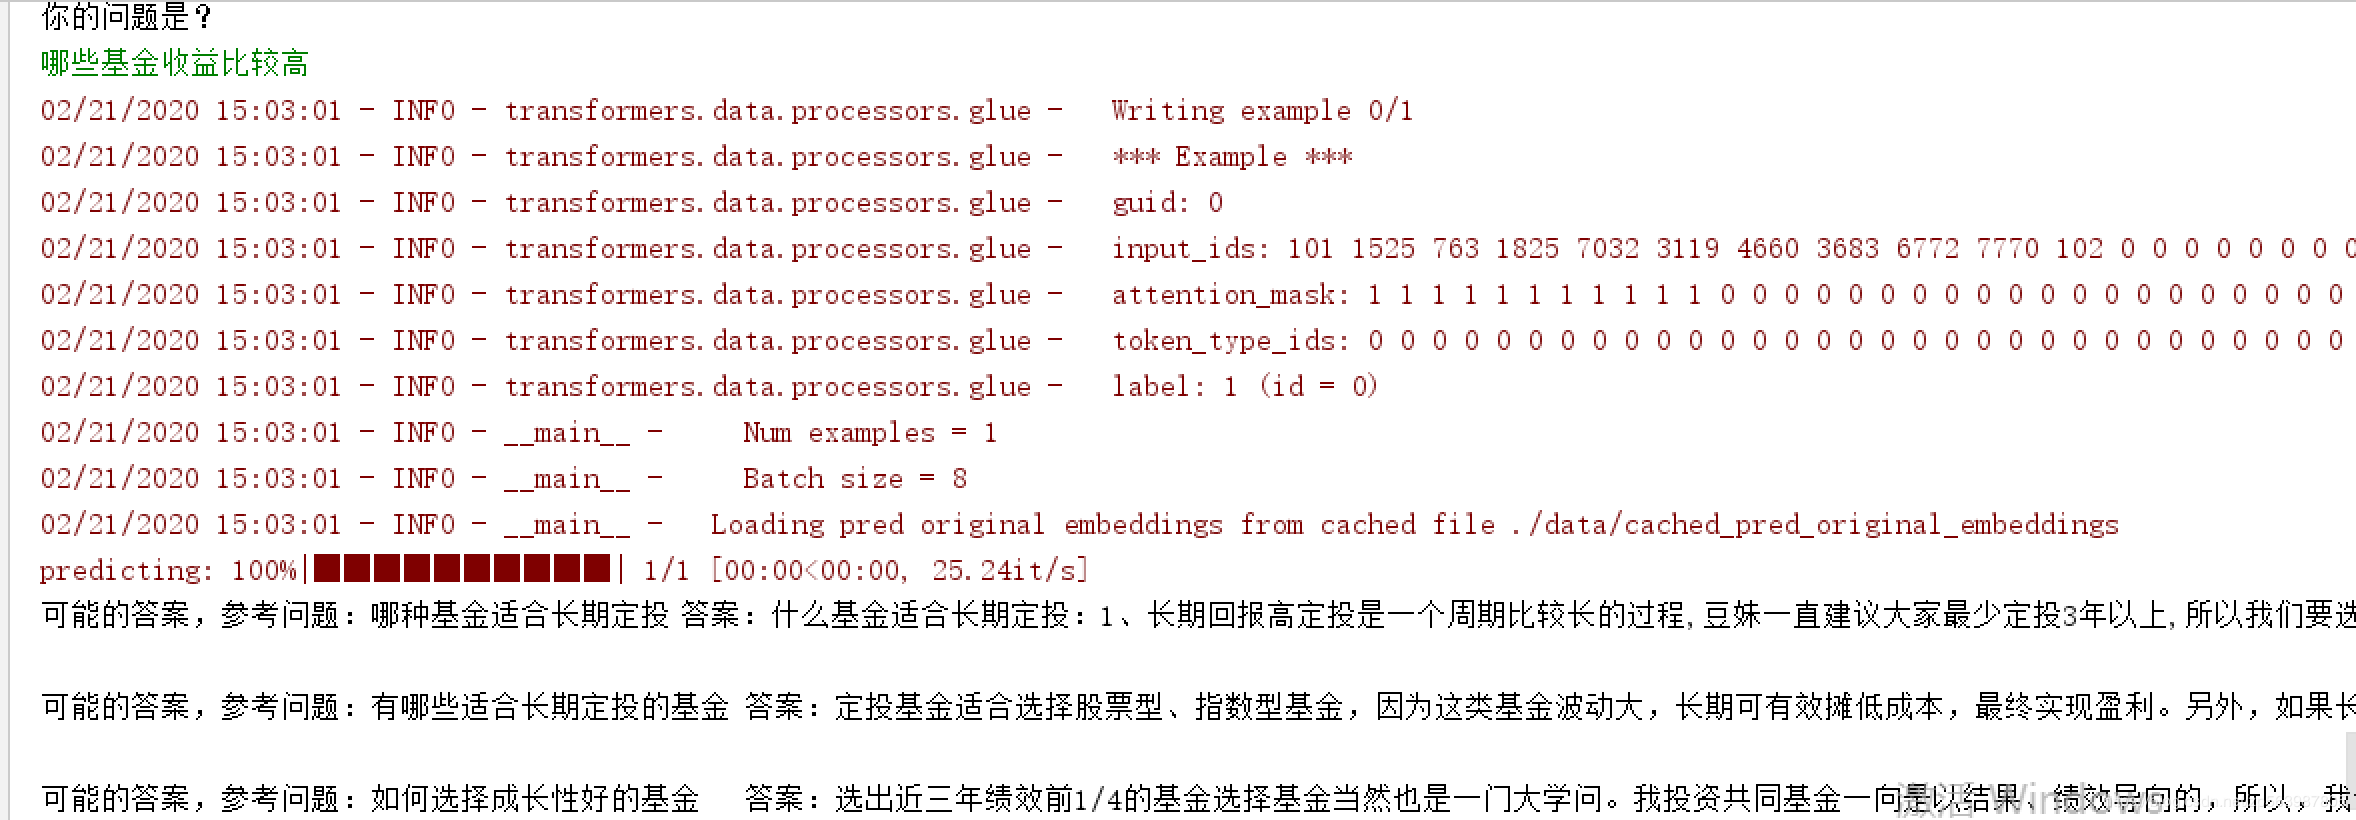 你的问题是？
哪些基金收益比较高
02/21/2020 15:03:01 - INFO - transformers.data.processors.glue -   Writing example 0/1
02/21/2020 15:03:01 - INFO - transformers.data.processors.glue -   *** Example ***
02/21/2020 15:03:01 - INFO - transformers.data.processors.glue -   guid: 0
02/21/2020 15:03:01 - INFO - transformers.data.processors.glue -   input_ids: 101 1525 763 1825 7032 3119 4660 3683 6772 7770 102 0 0 0 0 0 0 0 0
02/21/2020 15:03:01 - INFO - transformers.data.processors.glue -   attention_mask: 1 1 1 1 1 1 1 1 1 1 1 0 0 0 0 0 0 0 0 0 0 0 0 0 0 0 0 0 0 0 0
02/21/2020 15:03:01 - INFO - transformers.data.processors.glue -   token_type_ids: 0 0 0 0 0 0 0 0 0 0 0 0 0 0 0 0 0 0 0 0 0 0 0 0 0 0 0 0 0 0 0
02/21/2020 15:03:01 - INFO - transformers.data.processors.glue -   label: 1 (id = 0)
02/21/2020 15:03:01 - INFO - __main__ -     Num examples = 1
02/21/2020 15:03:01 - INFO - __main__ -     Batch size = 8
02/21/2020 15:03:01 - INFO - __main__ -   Loading pred original embeddings from cached file ./data/cached_pred_original_embeddings
predicting: 100%|██████████| 1/1 [00:00<00:00, 25.24it/s]
可能的答案，参考问题：哪种基金适合长期定投 答案：什么基金适合长期定投：1、长期回报高定投是一个周期比较长的过程,豆妹一直建议大家最少定投3年以上,所以我们要选
可能的答案，参考问题：有哪些适合长期定投的基金 答案：定投基金适合选择股票型、指数型基金，因为这类基金波动大，长期可有效摊低成本，最终实现盈利。另外，如果长
可能的答案，参考问题：如何选择成长性好的基金   答案：选出近三年绩效前1/4的基金选择基金当然也是一门大学问。我投资共同基金一向是以结果、绩效导向的，所以，我
激活 Windows